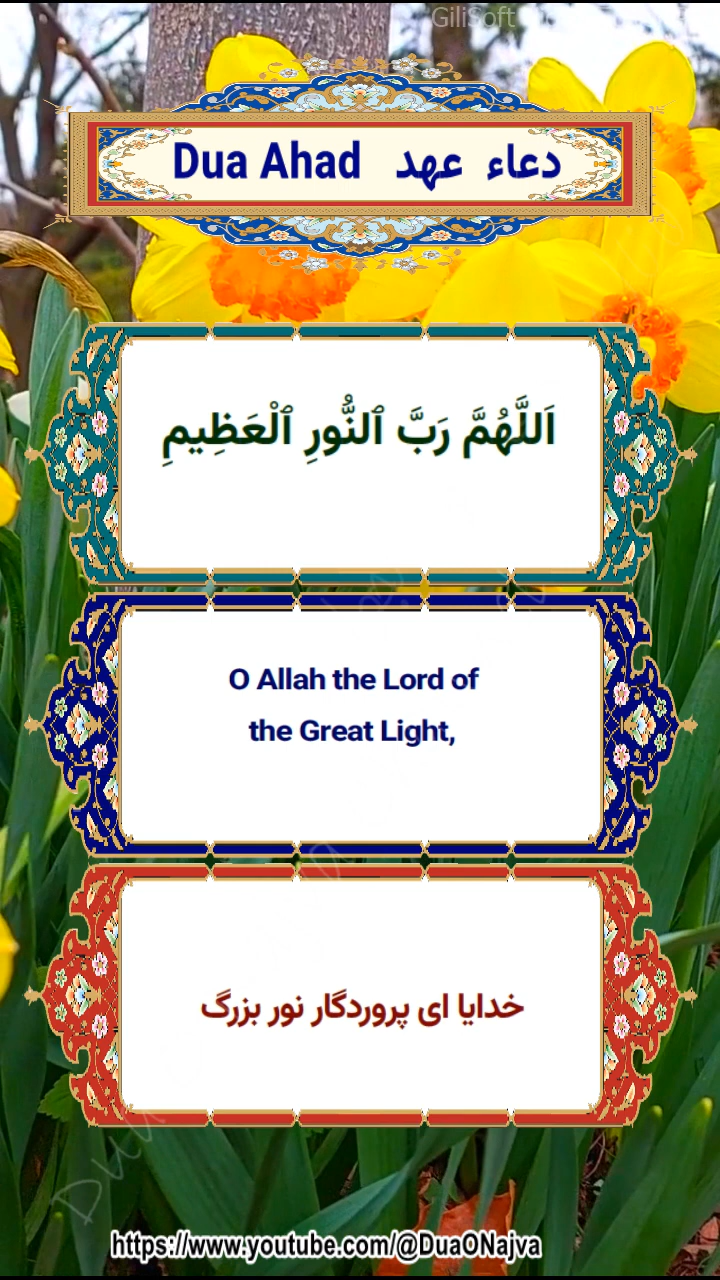 GiliSoft
Dua Ahad دعاء عهد
اَللَّهُمَّ رَبَّ ٱلنُّورِ ٱلْعَظِيمِ
O Allah the Lord of
the Great Light,
خدایا ای پروردگار نور بزرگ
https://www.youtube.com/@DuaONajva